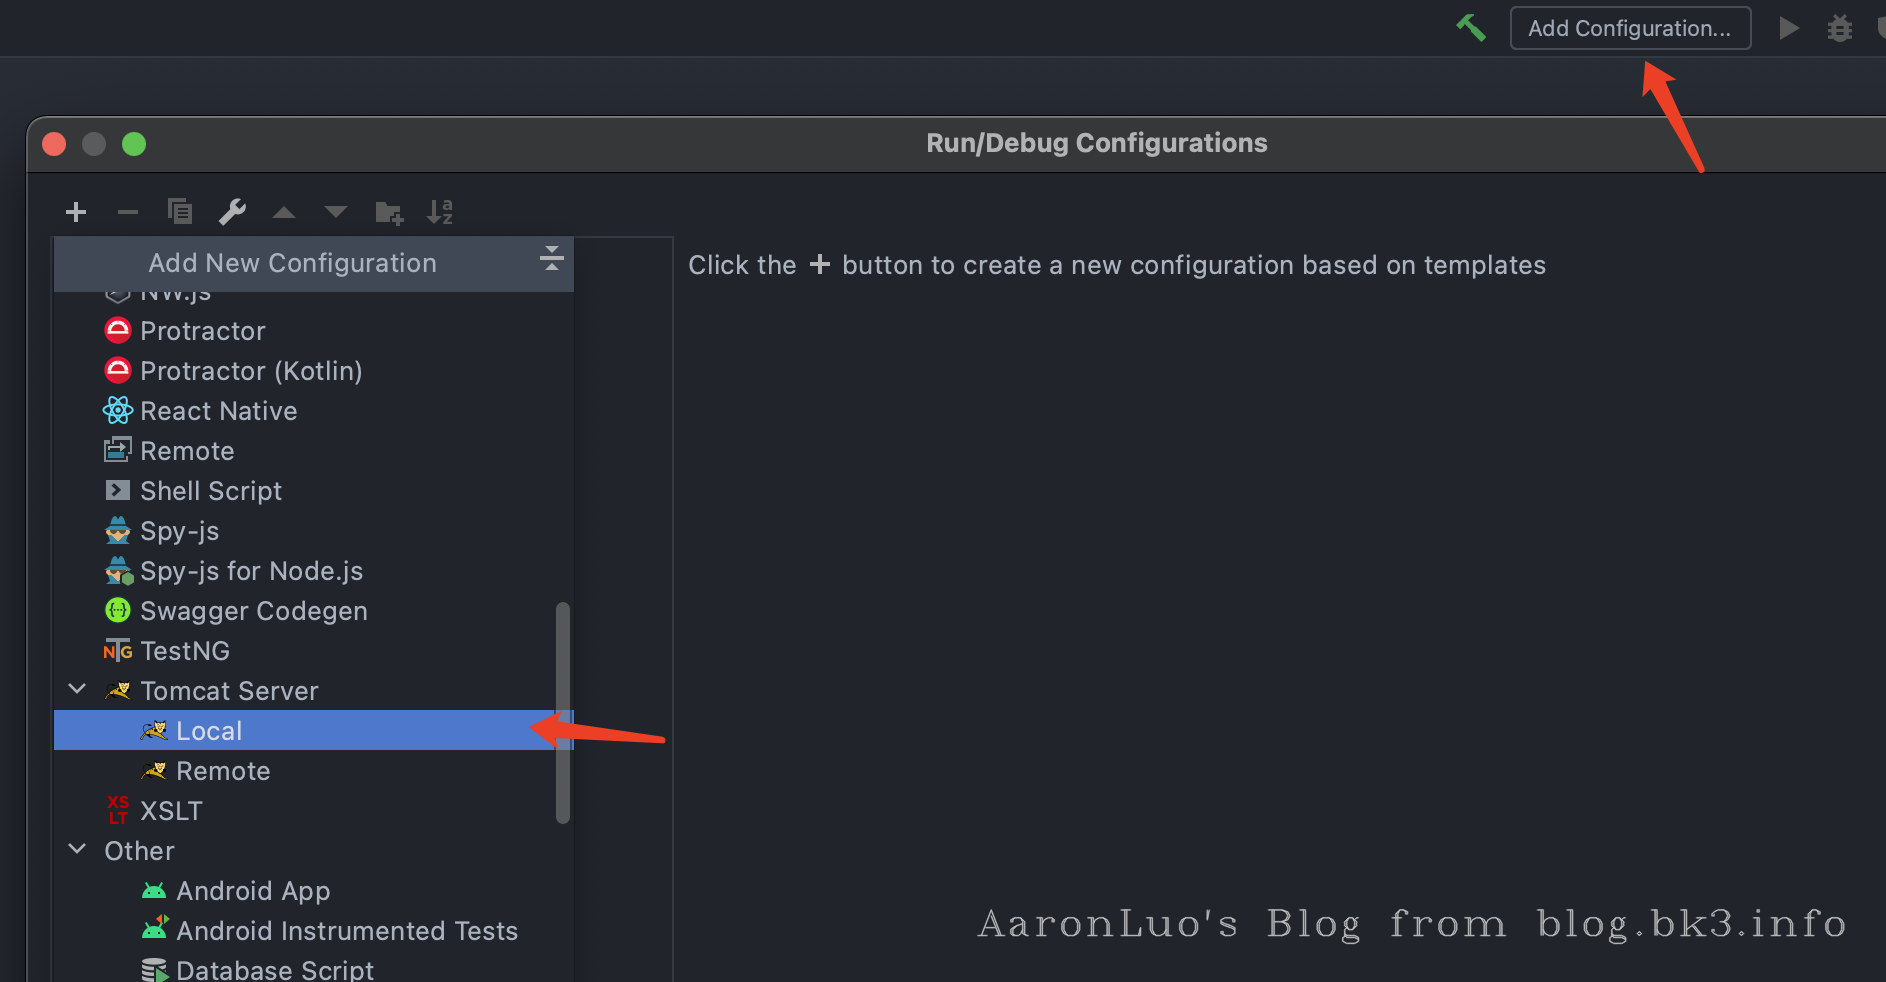 Add Configuration...
Run/Debug Configurations
Add New Configuration
Click the + button to create a new configuration based on templates
NW.js
Protractor
Protractor (Kotlin)
React Native
Remote
Shell Script
Spy-js
Spy-js for Node.js
Swagger Codegen
NTG TestNG
Tomcat Server
Local
Remote
XSLT XSLT
Other
Android App
Android Instrumented Tests
Database Script
AaronLuo's Blog from blog.bk3.info